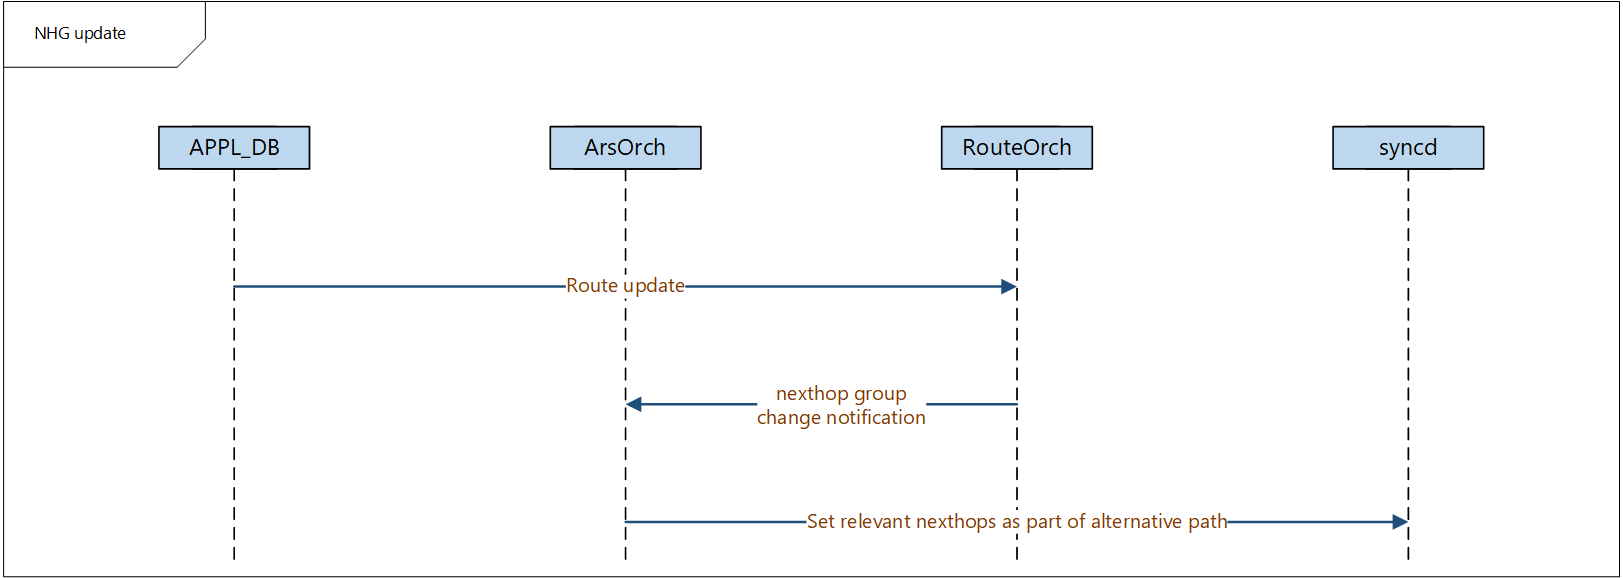 NHG update
APPL_DB
ArsOrch
RouteOrch
syncd
Route update
nexthop group
change notification
Set relevant nexthops as part of alternative path